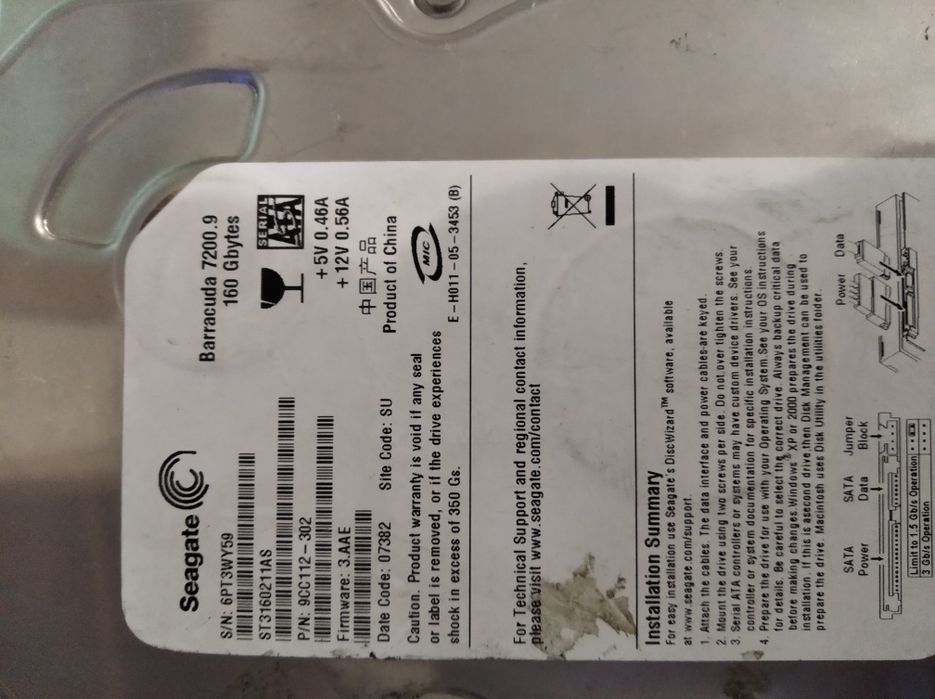 Seagate
Barracuda 7200.9
160 Gbytes
S/N: 6PT3WY59
ST3160211AS
P/N: 9CC112-302
Firmware: 3.AAE
Date Code: 07382 Site Code: SU
SERIAL
ATA
+5V 0.46A
+12V 0.56A
中国产品
Product of China
Caution. Product warranty is void if any seal
or label is removed, or if the drive experiences
shock in excess of 350 Gs.
MIC
E-H011-05-3453 (B)
For Technical Support and regional contact information,
please visit www.seagate.com/contact
Installation Summary
For easy installation use Seagate's DiscWizard™ software, available
at www.seagate.com/support.
1. Attach the cables. The data interface and power cables are keyed.
2. Mount the drive using two screws per side. Do not over tighten the screws.
3. Serial ATA controllers or systems may have custom device drivers. See your
controller or system documentation for specific installation instructions.
4. Prepare the drive for use with your Operating System. See your OS instructions
for details. Be careful to select the correct drive. Always backup critical data
before making changes. Windows® XP or 2000 prepares the drive during
installation. If this is asecond drive, then Disk Management can be used to
prepare the drive. Macintosh uses Disk Utility in the utilities folder.
SATA
Power
SATA
Data
Jumper
Block
Power Data
Limit to 1.5 Gb/s Operation
3 Gb/s Operation